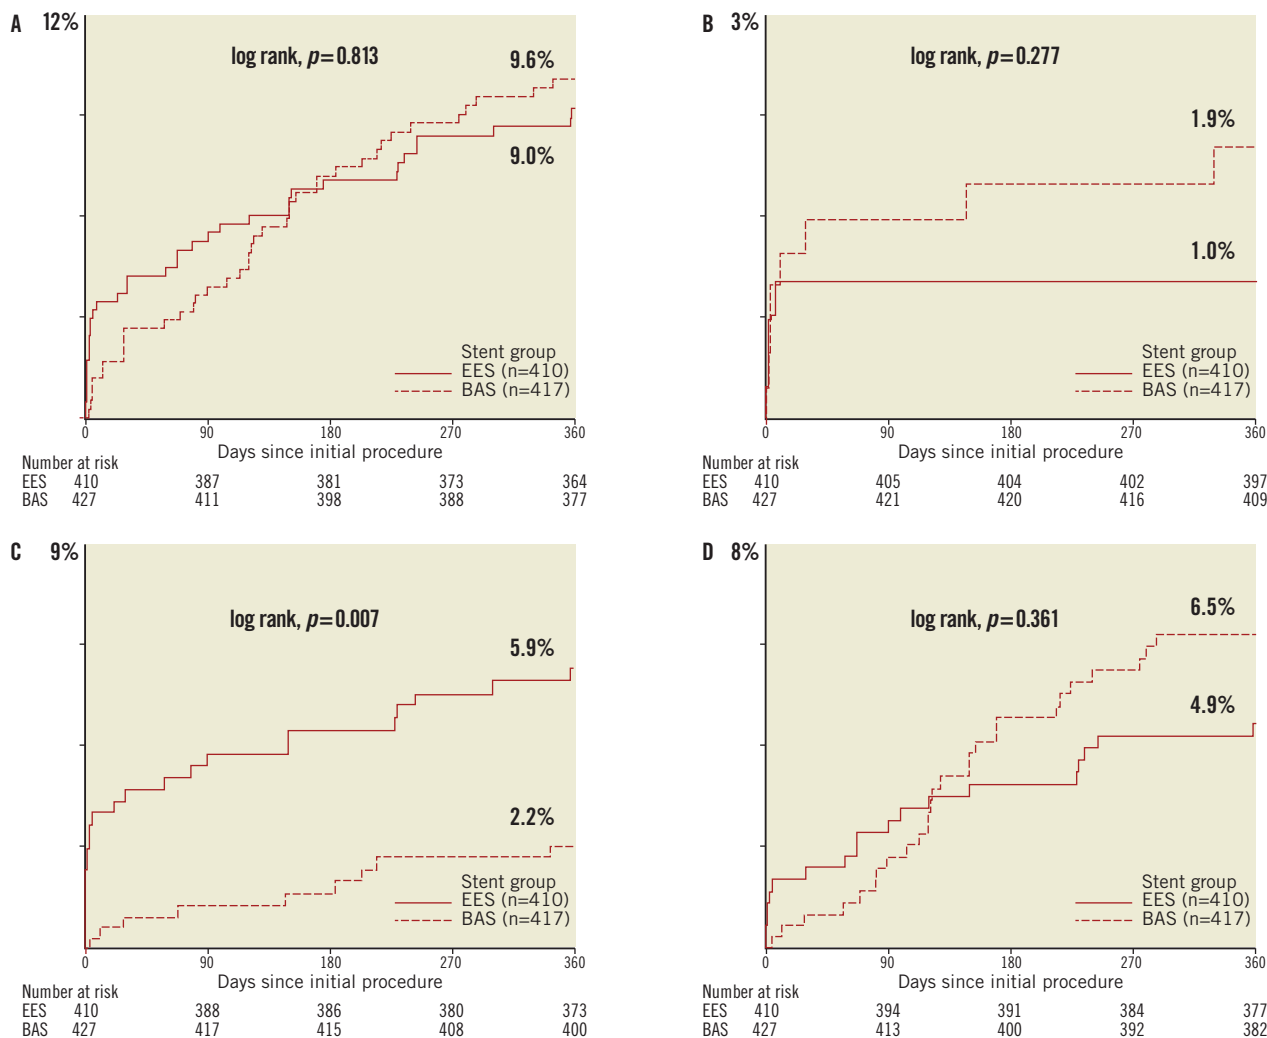 A 12%
log rank, p=0.813
9.6%
9.0%
Stent group
EES (n=410)
BAS (n=417)
0 90 180 270 360
Days since initial procedure
Number at risk
EES 410 387 381 373 364
BAS 427 411 398 388 377
B 3%
log rank, p=0.277
1.9%
1.0%
Stent group
EES (n=410)
BAS (n=417)
0 90 180 270 360
Days since initial procedure
Number at risk
EES 410 405 404 402 397
BAS 427 421 420 416 409
C 9%
log rank, p=0.007
5.9%
2.2%
Stent group
EES (n=410)
BAS (n=417)
0 90 180 270 360
Days since initial procedure
Number at risk
EES 410 388 386 380 373
BAS 427 417 415 408 400
D 8%
log rank, p=0.361
6.5%
4.9%
Stent group
EES (n=410)
BAS (n=417)
0 90 180 270 360
Days since initial procedure
Number at risk
EES 410 394 391 384 377
BAS 427 413 400 392 382